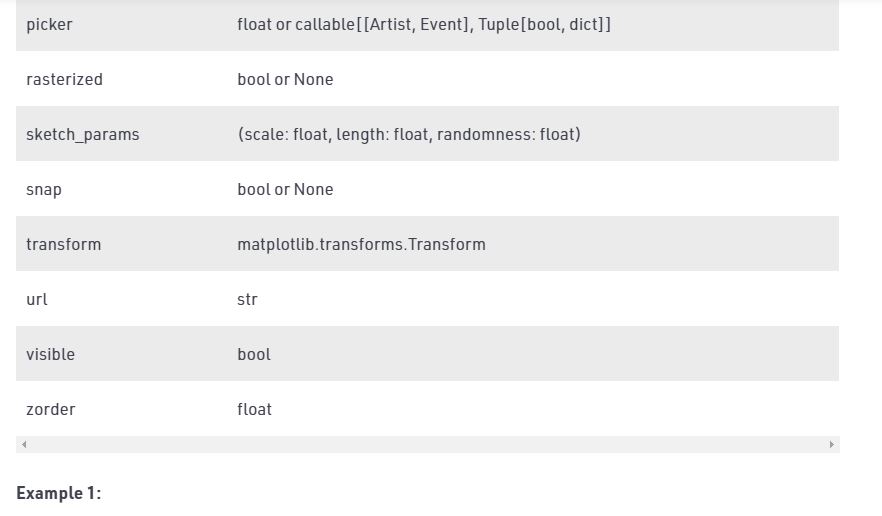 picker float or callable[[Artist, Event], Tuple[bool, dict]]
rasterized bool or None
sketch_params (scale: float, length: float, randomness: float)
snap bool or None
transform matplotlib.transforms.Transform
url str
visible bool
zorder float
Example 1: